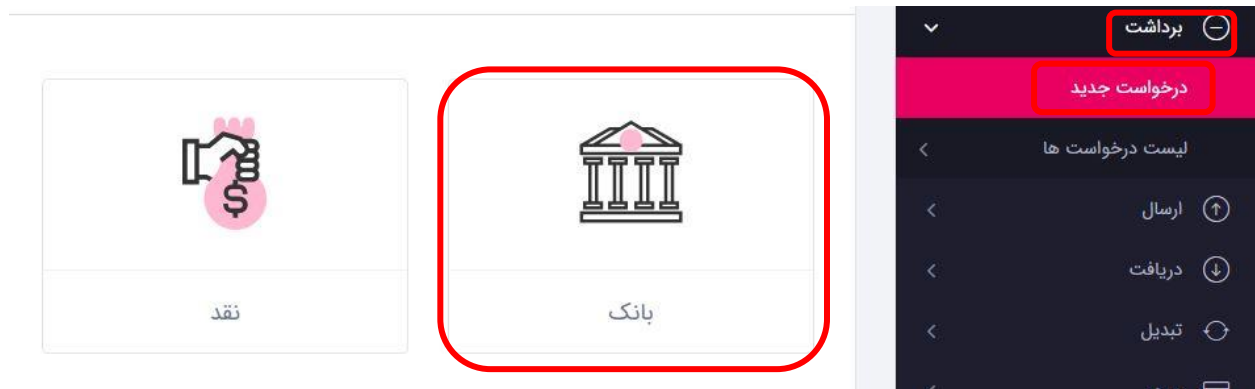 برداشت
درخواست جدید
لیست درخواست ها
ارسال
دریافت
تبدیل
بانک
نقد